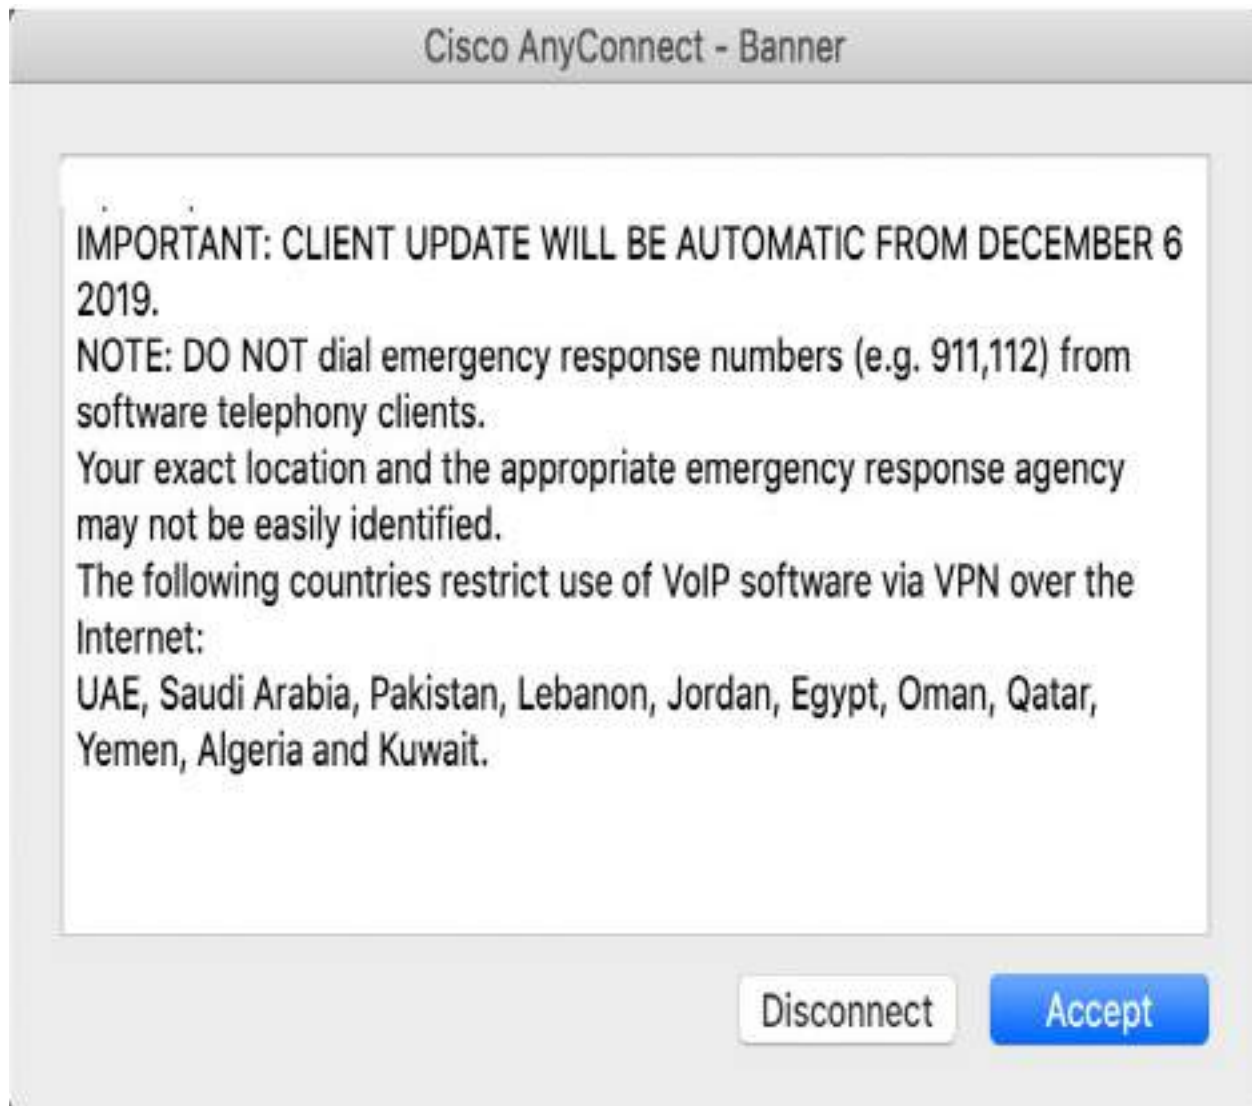 Cisco AnyConnect - Banner
IMPORTANT: CLIENT UPDATE WILL BE AUTOMATIC FROM DECEMBER 6
2019.
NOTE: DO NOT dial emergency response numbers (e.g. 911,112) from
software telephony clients.
Your exact location and the appropriate emergency response agency
may not be easily identified.
The following countries restrict use of VoIP software via VPN over the
Internet:
UAE, Saudi Arabia, Pakistan, Lebanon, Jordan, Egypt, Oman, Qatar,
Yemen, Algeria and Kuwait.
Disconnect
Accept